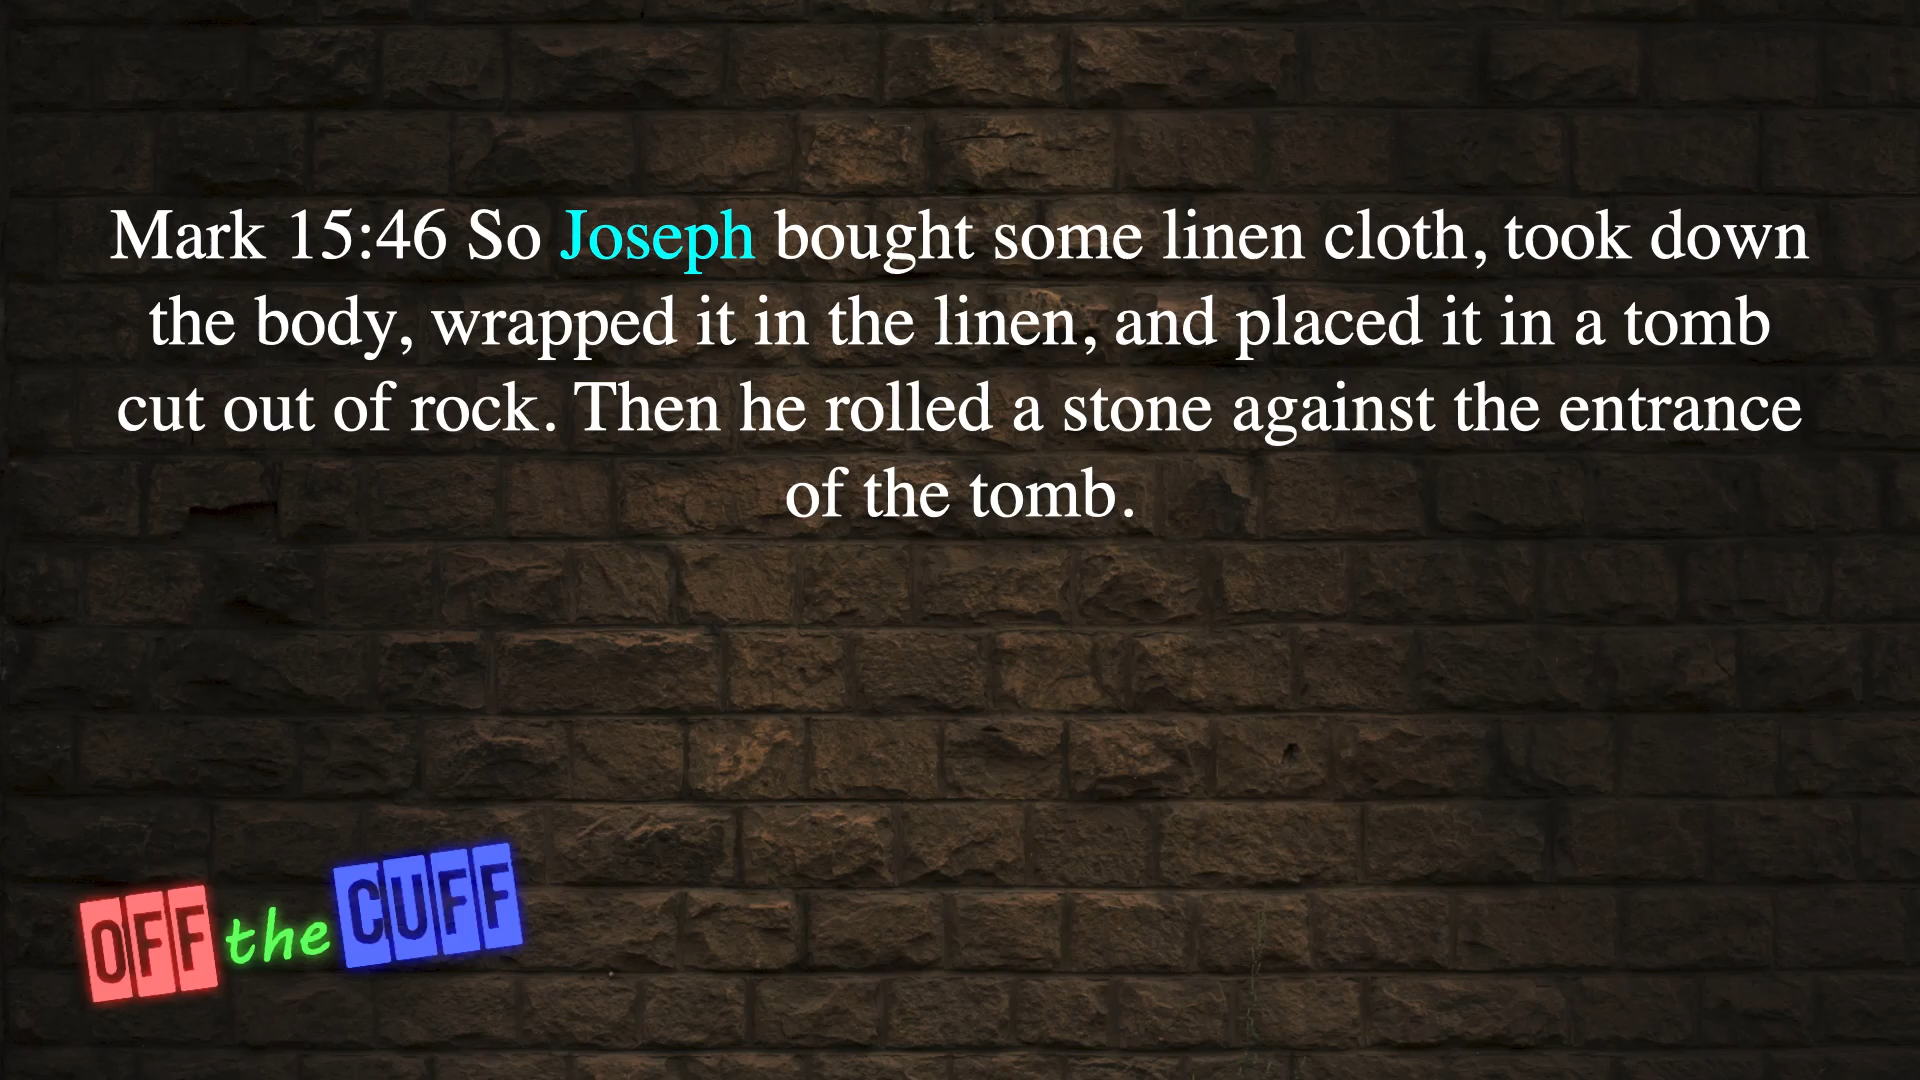 Mark 15:46 So Joseph bought some linen cloth, took down
the body, wrapped it in the linen, and placed it in a tomb
cut out of rock. Then he rolled a stone against the entrance
of the tomb.
OFF the CUFF